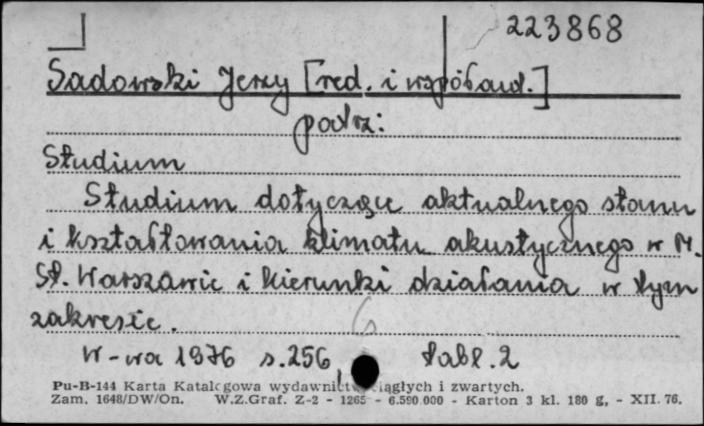 223868
Sadowski Jerzy [red. i współaut.]
patrz:
Studium
Studium dotyczące aktualnego stanu
i kształtowania klimatu akustycznego w M.
St. Warszawie i kierunki działania w tym
zakresie.
W-wa 1976 s. 256, tabl. 2
Pu-B-144 Karta Katalogowa wydawnictw ciągłych i zwartych.
Zam. 1648/DW/On. W.Z.Graf. Z-2 - 1265 - 6.590.000 - Karton 3 kl. 180 g, - XII. 76.